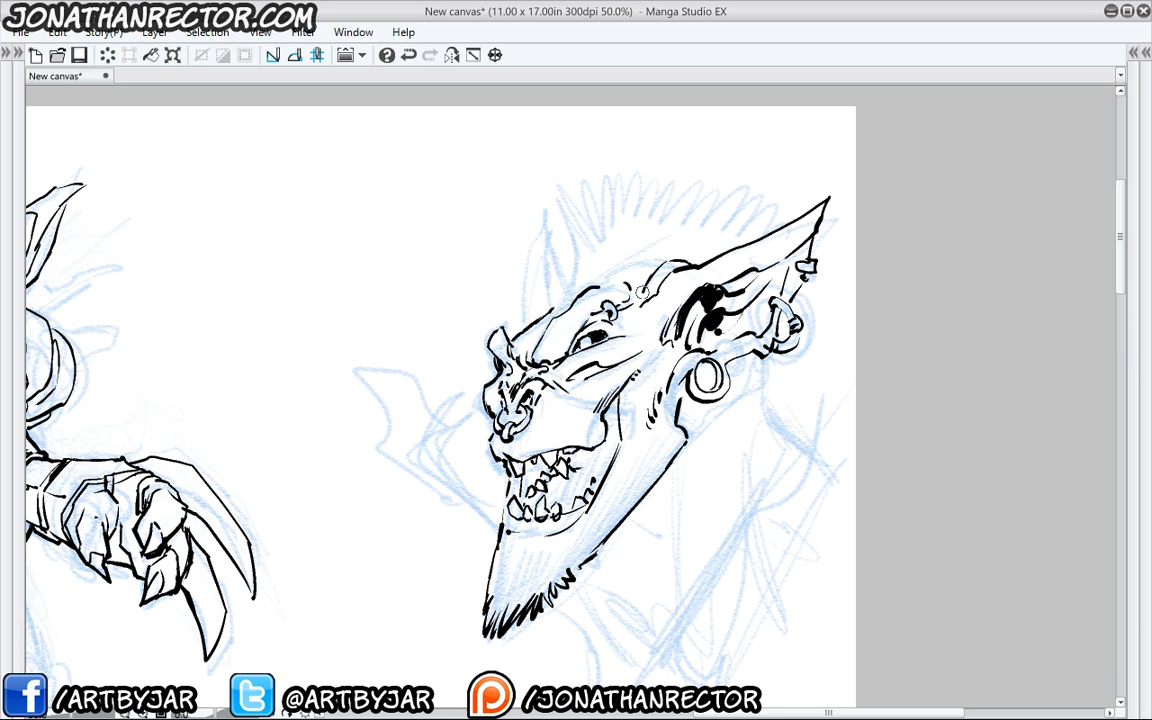 JONATHANRECTOR.COM
New canvas* (11.00 x 17.00in 300dpi 50.0%) - Manga Studio EX
File Edit Story(P) Layer Selection View Filter Window Help
New canvas*
/ARTBYJAR @ARTBYJAR /JONATHANRECTOR